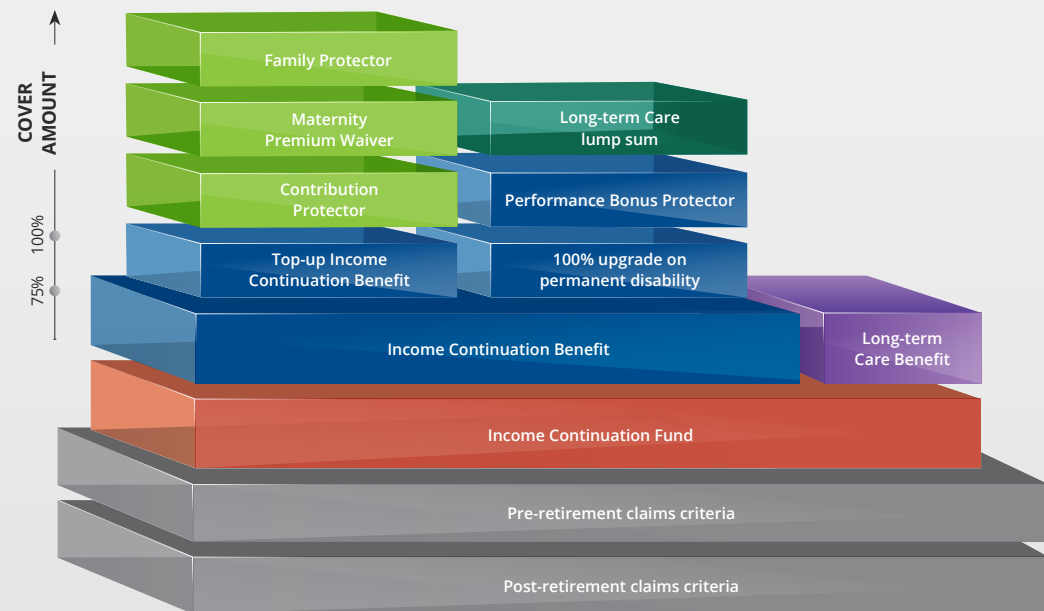 COVER
AMOUNT
100%
75%
Family Protector
Maternity
Premium Waiver
Long-term Care
lump sum
Contribution
Protector
Performance Bonus Protector
Top-up Income
Continuation Benefit
100% upgrade on
permanent disability
Income Continuation Benefit
Long-term
Care Benefit
Income Continuation Fund
Pre-retirement claims criteria
Post-retirement claims criteria